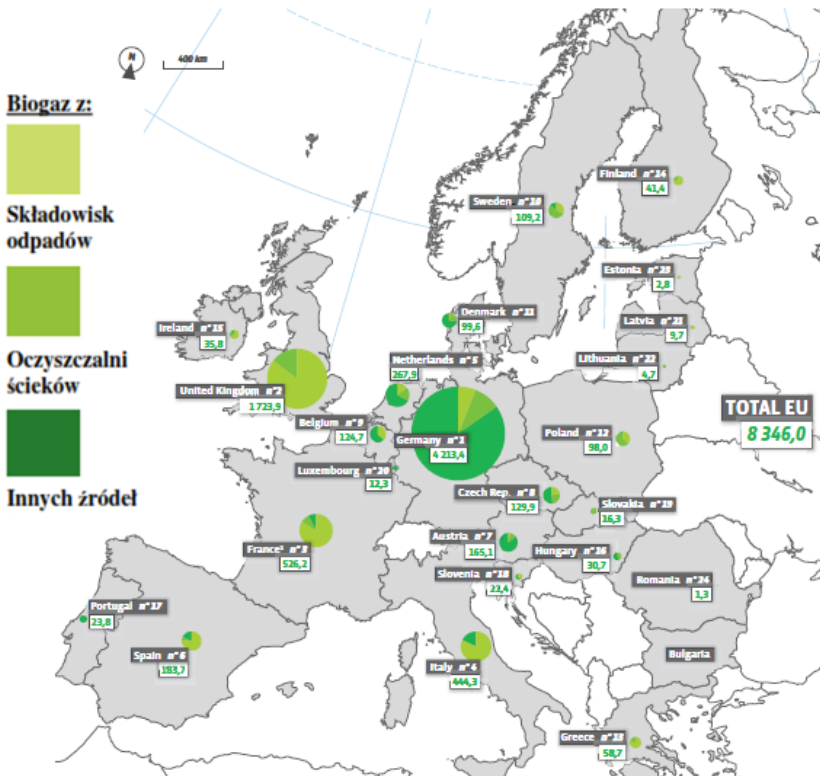 N
400 km
Biogaz z:
Składowisk
odpadów
Oczyszczalni
ścieków
Innych źródeł
Finland n°14
41,4
Sweden n°10
109,2
Estonia n°23
2,8
Denmark n°11
99,6
Latvia n°21
9,7
Ireland n°15
35,8
Lithuania n°22
4,7
Netherlands n°5
267,9
United Kingdom n°2
1 723,9
TOTAL EU
8 346,0
Belgium n°9
124,7
Germany n°1
4 213,4
Poland n°12
98,0
Luxembourg n°20
12,3
Czech Rep. n°8
129,9
Slovakia n°19
16,3
Austria n°7
165,1
France¹ n°3
526,2
Hungary n°16
30,7
Slovenia n°18
22,4
Romania n°24
1,3
Portugal n°17
23,8
Spain n°6
183,7
Italy n°4
444,3
Bulgaria
Greece n°13
58,7